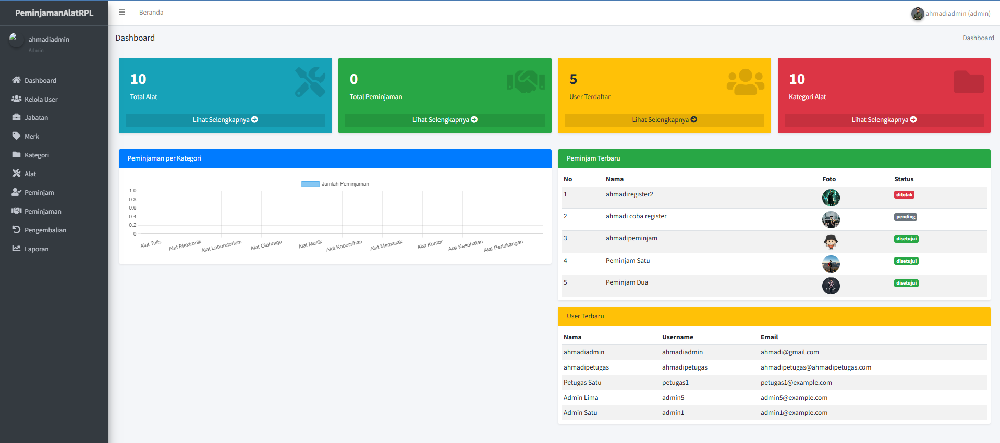 PeminjamanAlatRPL
Beranda
ahmadiadmin (admin)
ahmadiadmin
Admin
Dashboard
Kelola User
Jabatan
Merk
Kategori
Alat
Peminjam
Peminjaman
Pengembalian
Laporan
Dashboard
Dashboard
10
Total Alat
Lihat Selengkapnya
0
Total Peminjaman
Lihat Selengkapnya
5
User Terdaftar
Lihat Selengkapnya
10
Kategori Alat
Lihat Selengkapnya
Peminjaman per Kategori
Jumlah Peminjaman
1.0
0.8
0.6
0.4
0.2
0
Alat Tulis
Alat Elektronik
Alat Laboratorium
Alat Olahraga
Alat Musik
Alat Kebersihan
Alat Memasak
Alat Kantor
Alat Kesehatan
Alat Pertukangan
Peminjam Terbaru
No Nama Foto Status
1 ahmadiregister2 ditolak
2 ahmadi coba register pending
3 ahmadipeminjam disetujui
4 Peminjam Satu disetujui
5 Peminjam Dua disetujui
User Terbaru
Nama Username Email
ahmadiadmin ahmadiadmin ahmadi@gmail.com
ahmadipetugas ahmadipetugas ahmadipetugas@ahmadipetugas.com
Petugas Satu petugas1 petugas1@example.com
Admin Lima admin5 admin5@example.com
Admin Satu admin1 admin1@example.com